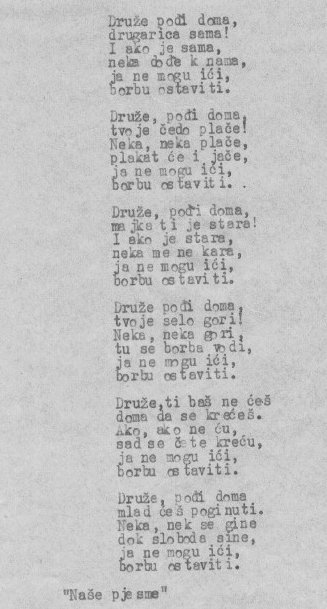 Druže pođi doma,
drugarica sama!
I ako je sama,
neka dođe k nama,
ja ne mogu ići,
borbu ostaviti.
Druže, pođi doma,
tvoje čedo plače!
Neka, neka plače,
plakat će i jače,
ja ne mogu ići,
borbu ostaviti. .
Druže, pođi doma,
majka ti je stara!
I ako je stara,
neka me ne kara,
ja ne mogu ići,
borbu ostaviti.
Druže pođi doma,
tvoje selo gori!
Neka, neka gori,
tu se borba vodi,
ja ne mogu ići,
borbu ostaviti.
Druže,ti baš ne ćeš
doma da se krećeš.
Ako, ako ne ću,
sad se čete kreću,
ja ne mogu ići,
borbu ostaviti.
Druže, pođi doma
mlad ćeš poginuti.
Neka, nek se gine
dok sloboda sine,
ja ne mogu ići,
borbu ostaviti.
"Naše pjesme"